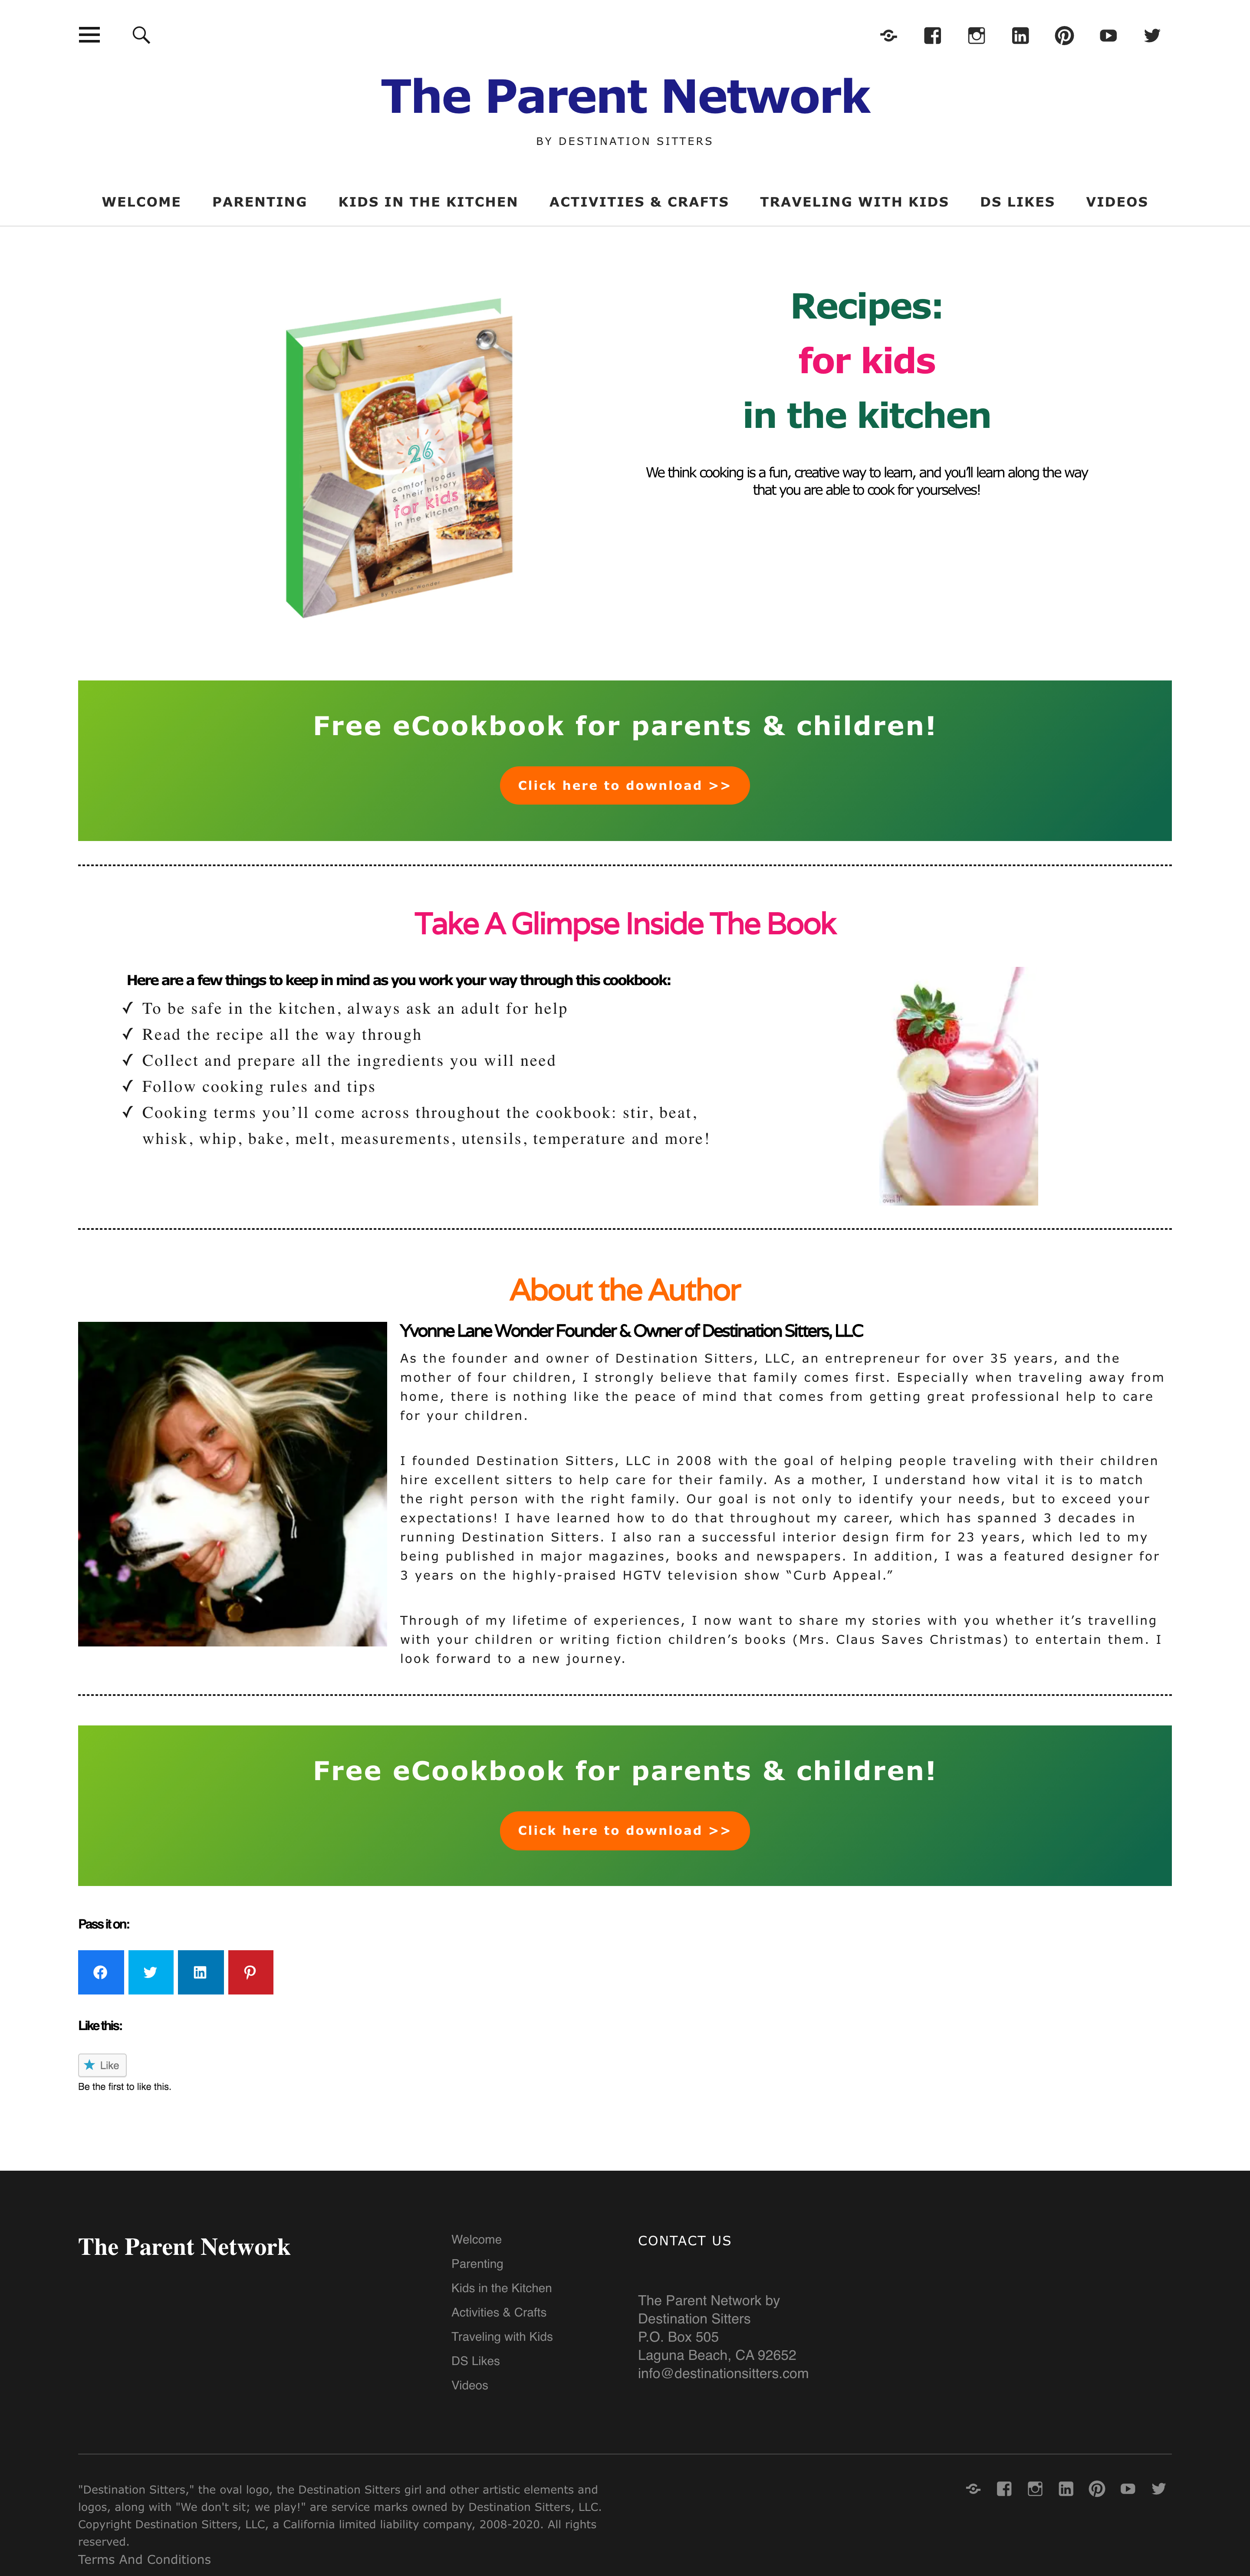 The Parent Network
BY DESTINATION SITTERS
WELCOME PARENTING KIDS IN THE KITCHEN ACTIVITIES & CRAFTS TRAVELING WITH KIDS DS LIKES VIDEOS
26
comfort foods
& their history
for kids
in the kitchen
By Yvonne Wonder
Recipes:
for kids
in the kitchen
We think cooking is a fun, creative way to learn, and you'll learn along the way
that you are able to cook for yourselves!
Free eCookbook for parents & children!
Click here to download >>
Take A Glimpse Inside The Book
Here are a few things to keep in mind as you work your way through this cookbook:
✓ To be safe in the kitchen, always ask an adult for help
✓ Read the recipe all the way through
✓ Collect and prepare all the ingredients you will need
✓ Follow cooking rules and tips
✓ Cooking terms you’ll come across throughout the cookbook: stir, beat,
whisk, whip, bake, melt, measurements, utensils, temperature and more!
About the Author
Yvonne Lane Wonder Founder & Owner of Destination Sitters, LLC
As the founder and owner of Destination Sitters, LLC, an entrepreneur for over 35 years, and the
mother of four children, I strongly believe that family comes first. Especially when traveling away from
home, there is nothing like the peace of mind that comes from getting great professional help to care
for your children.
I founded Destination Sitters, LLC in 2008 with the goal of helping people traveling with their children
hire excellent sitters to help care for their family. As a mother, I understand how vital it is to match
the right person with the right family. Our goal is not only to identify your needs, but to exceed your
expectations! I have learned how to do that throughout my career, which has spanned 3 decades in
running Destination Sitters. I also ran a successful interior design firm for 23 years, which led to my
being published in major magazines, books and newspapers. In addition, I was a featured designer for
3 years on the highly-praised HGTV television show “Curb Appeal.”
Through of my lifetime of experiences, I now want to share my stories with you whether it’s travelling
with your children or writing fiction children’s books (Mrs. Claus Saves Christmas) to entertain them. I
look forward to a new journey.
Free eCookbook for parents & children!
Click here to download >>
Pass it on:
Like this:
Like
Be the first to like this.
The Parent Network
Welcome
Parenting
Kids in the Kitchen
Activities & Crafts
Traveling with Kids
DS Likes
Videos
CONTACT US
The Parent Network by
Destination Sitters
P.O. Box 505
Laguna Beach, CA 92652
info@destinationsitters.com
"Destination Sitters," the oval logo, the Destination Sitters girl and other artistic elements and
logos, along with "We don't sit; we play!" are service marks owned by Destination Sitters, LLC.
Copyright Destination Sitters, LLC, a California limited liability company, 2008-2020. All rights
reserved.
Terms And Conditions